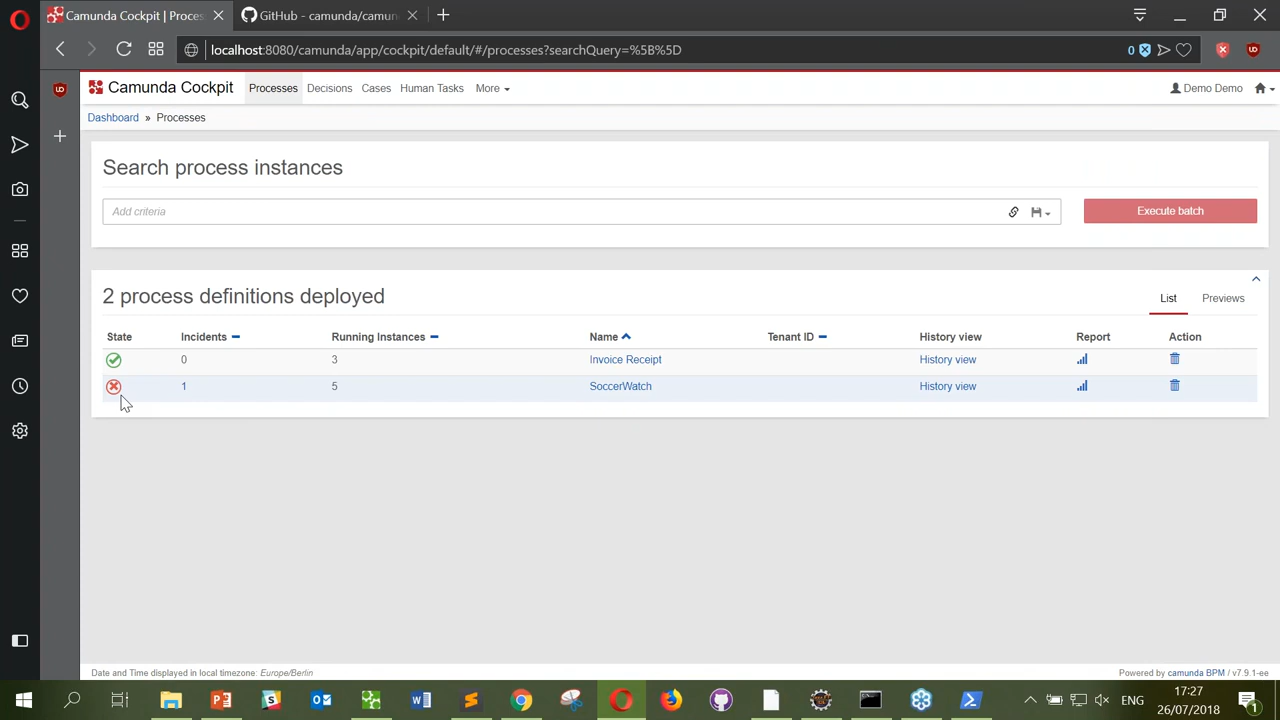 Camunda Cockpit | Proces
GitHub - camunda/camun
localhost:8080/camunda/app/cockpit/default/#/processes?searchQuery=%5B%5D
0
Camunda Cockpit
Processes
Decisions
Cases
Human Tasks
More
Demo Demo
Dashboard » Processes
Search process instances
Add criteria
Execute batch
2 process definitions deployed
List
Previews
State
Incidents
Running Instances
Name
Tenant ID
History view
Report
Action
0
3
Invoice Receipt
History view
1
5
SoccerWatch
History view
Date and Time displayed in local timezone: Europe/Berlin
Powered by camunda BPM / v7.9.1-ee
ENG
17:27
26/07/2018
1